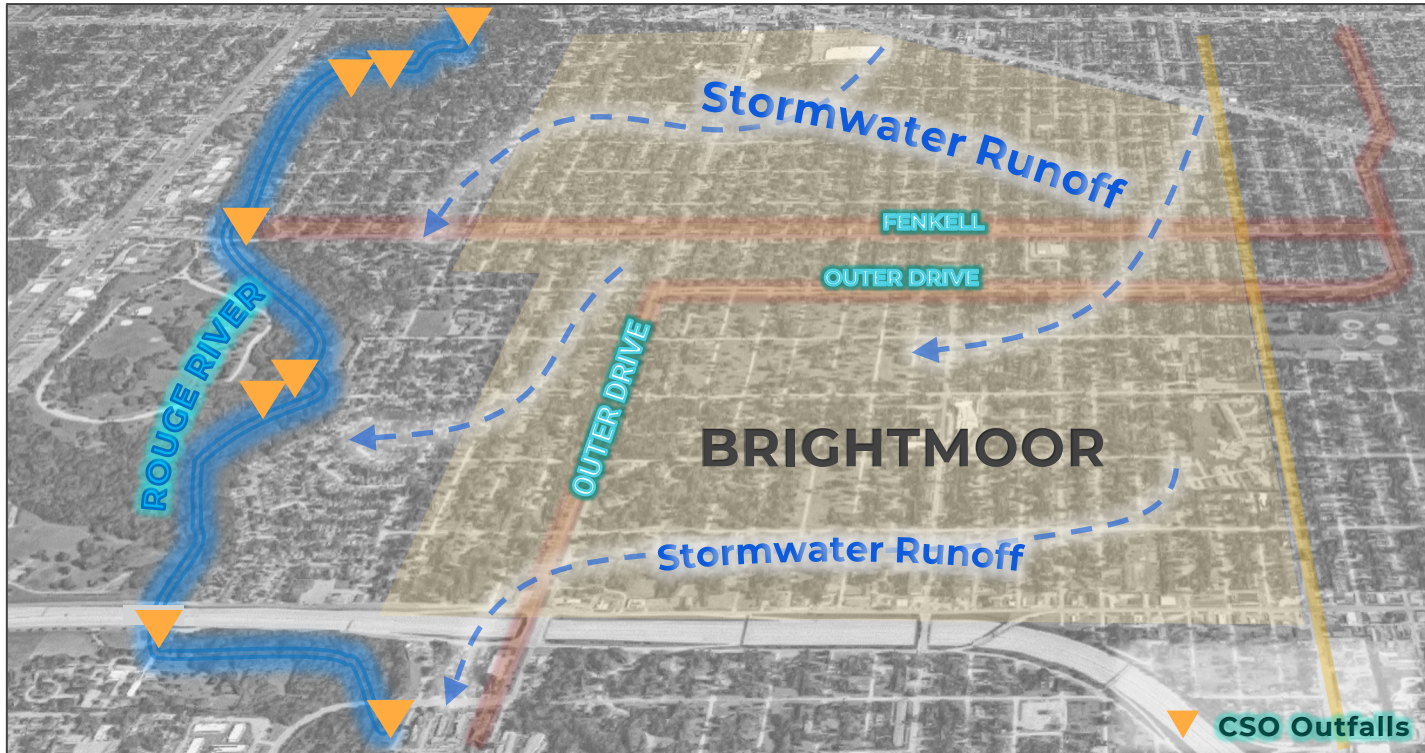 Stormwater Runoff
FENKELL
OUTER DRIVE
ROUGE RIVER
OUTER DRIVE
BRIGHTMOOR
Stormwater Runoff
CSO Outfalls